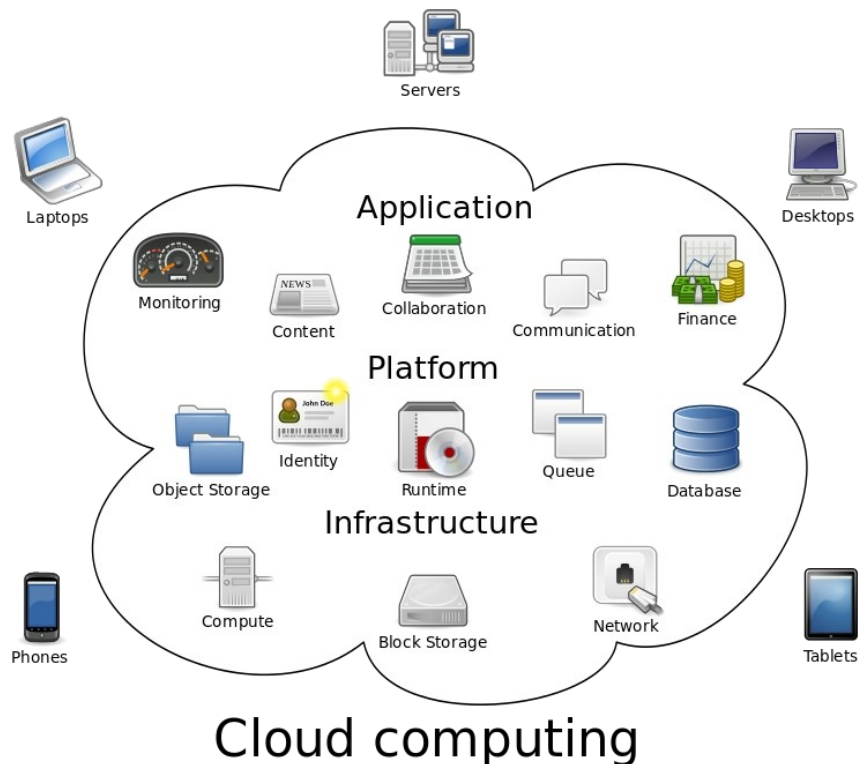 Servers
Laptops
Desktops
Application
Monitoring
NEWS
Content
Collaboration
Communication
Finance
Platform
Object Storage
John Doe
Identity
Runtime
Queue
Database
Infrastructure
Compute
Block Storage
Network
Phones
Tablets
Cloud computing